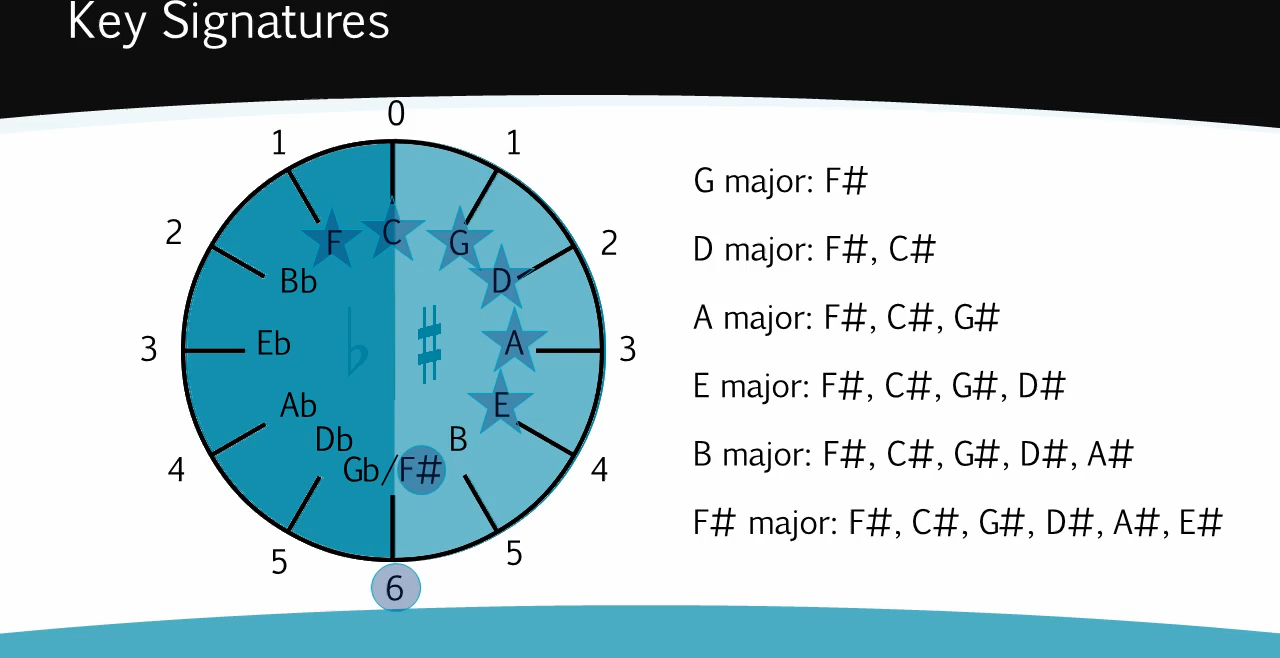 Key Signatures
0
1 1
2 2
3 3
4 4
5 5
6
F C G
Bb D
Eb ♭ ♯ A
Ab E
Db B
Gb/F#
G major: F#
D major: F#, C#
A major: F#, C#, G#
E major: F#, C#, G#, D#
B major: F#, C#, G#, D#, A#
F# major: F#, C#, G#, D#, A#, E#